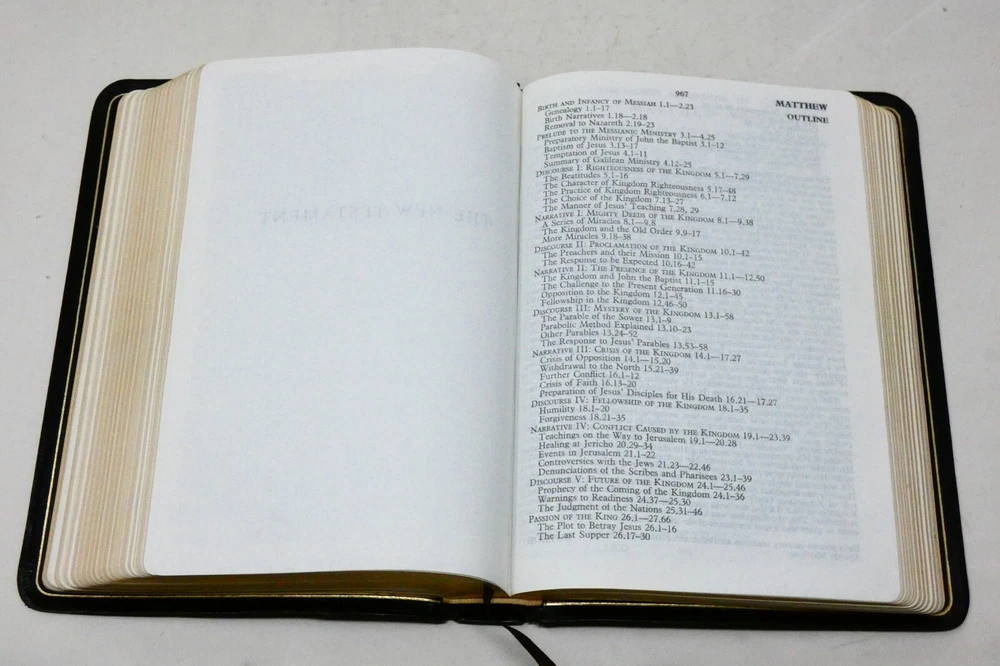 THE NEW TESTAMENT
967
MATTHEW
OUTLINE
BIRTH AND INFANCY OF MESSIAH 1.1—2.23
Genealogy 1.1–17
Birth Narratives 1.18—2.18
Removal to Nazareth 2.19–23
PRELUDE TO THE MESSIANIC MINISTRY 3.1—4.25
Preparatory Ministry of John the Baptist 3.1–12
Baptism of Jesus 3.13–17
Temptation of Jesus 4.1–11
Summary of Galilean Ministry 4.12–25
DISCOURSE I: RIGHTEOUSNESS OF THE KINGDOM 5.1—7.29
The Beatitudes 5.1–16
The Character of Kingdom Righteousness 5.17–48
The Practice of Kingdom Righteousness 6.1—7.12
The Choice of the Kingdom 7.13–27
The Manner of Jesus' Teaching 7.28, 29
NARRATIVE I: MIGHTY DEEDS OF THE KINGDOM 8.1—9.38
A Series of Miracles 8.1—9.8
The Kingdom and the Old Order 9.9–17
More Miracles 9.18–38
DISCOURSE II: PROCLAMATION OF THE KINGDOM 10.1–42
The Preachers and their Mission 10.1–15
The Response to be Expected 10.16–42
NARRATIVE II: THE PRESENCE OF THE KINGDOM 11.1—12.50
The Kingdom and John the Baptist 11.1–15
The Challenge to the Present Generation 11.16–30
Opposition to the Kingdom 12.1–45
Fellowship in the Kingdom 12.46–50
DISCOURSE III: MYSTERY OF THE KINGDOM 13.1–58
The Parable of the Sower 13.1–9
Parabolic Method Explained 13.10–23
Other Parables 13.24–52
The Response to Jesus' Parables 13.53–58
NARRATIVE III: CRISIS OF THE KINGDOM 14.1—17.27
Crisis of Opposition 14.1—15.20
Withdrawal to the North 15.21–39
Further Conflict 16.1–12
Crisis of Faith 16.13–20
Preparation of Jesus' Disciples for His Death 16.21—17.27
DISCOURSE IV: FELLOWSHIP OF THE KINGDOM 18.1–35
Humility 18.1–20
Forgiveness 18.21–35
NARRATIVE IV: CONFLICT CAUSED BY THE KINGDOM 19.1—23.39
Teachings on the Way to Jerusalem 19.1—20.28
Healing at Jericho 20.29–34
Events in Jerusalem 21.1–22
Controversies with the Jews 21.23—22.46
Denunciations of the Scribes and Pharisees 23.1–39
DISCOURSE V: FUTURE OF THE KINGDOM 24.1—25.46
Prophecy of the Coming of the Kingdom 24.1–36
Warnings to Readiness 24.37—25.30
The Judgment of the Nations 25.31–46
PASSION OF THE KING 26.1—27.66
The Plot to Betray Jesus 26.1–16
The Last Supper 26.17–30